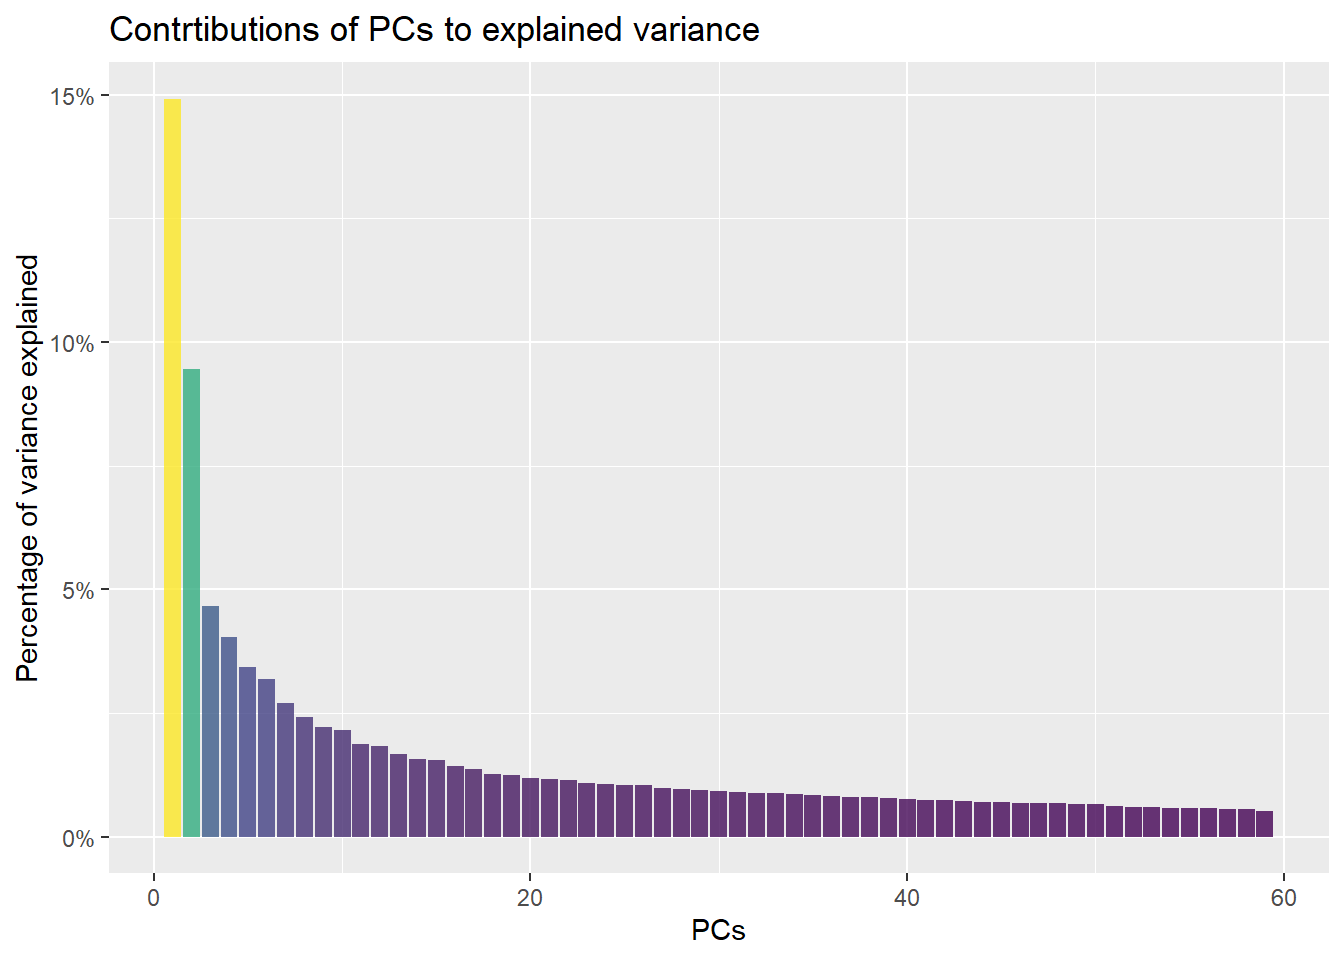 Contrtibutions of PCs to explained variance
Percentage of variance explained
15%
10%
5%
0%
0 20 40 60
PCs